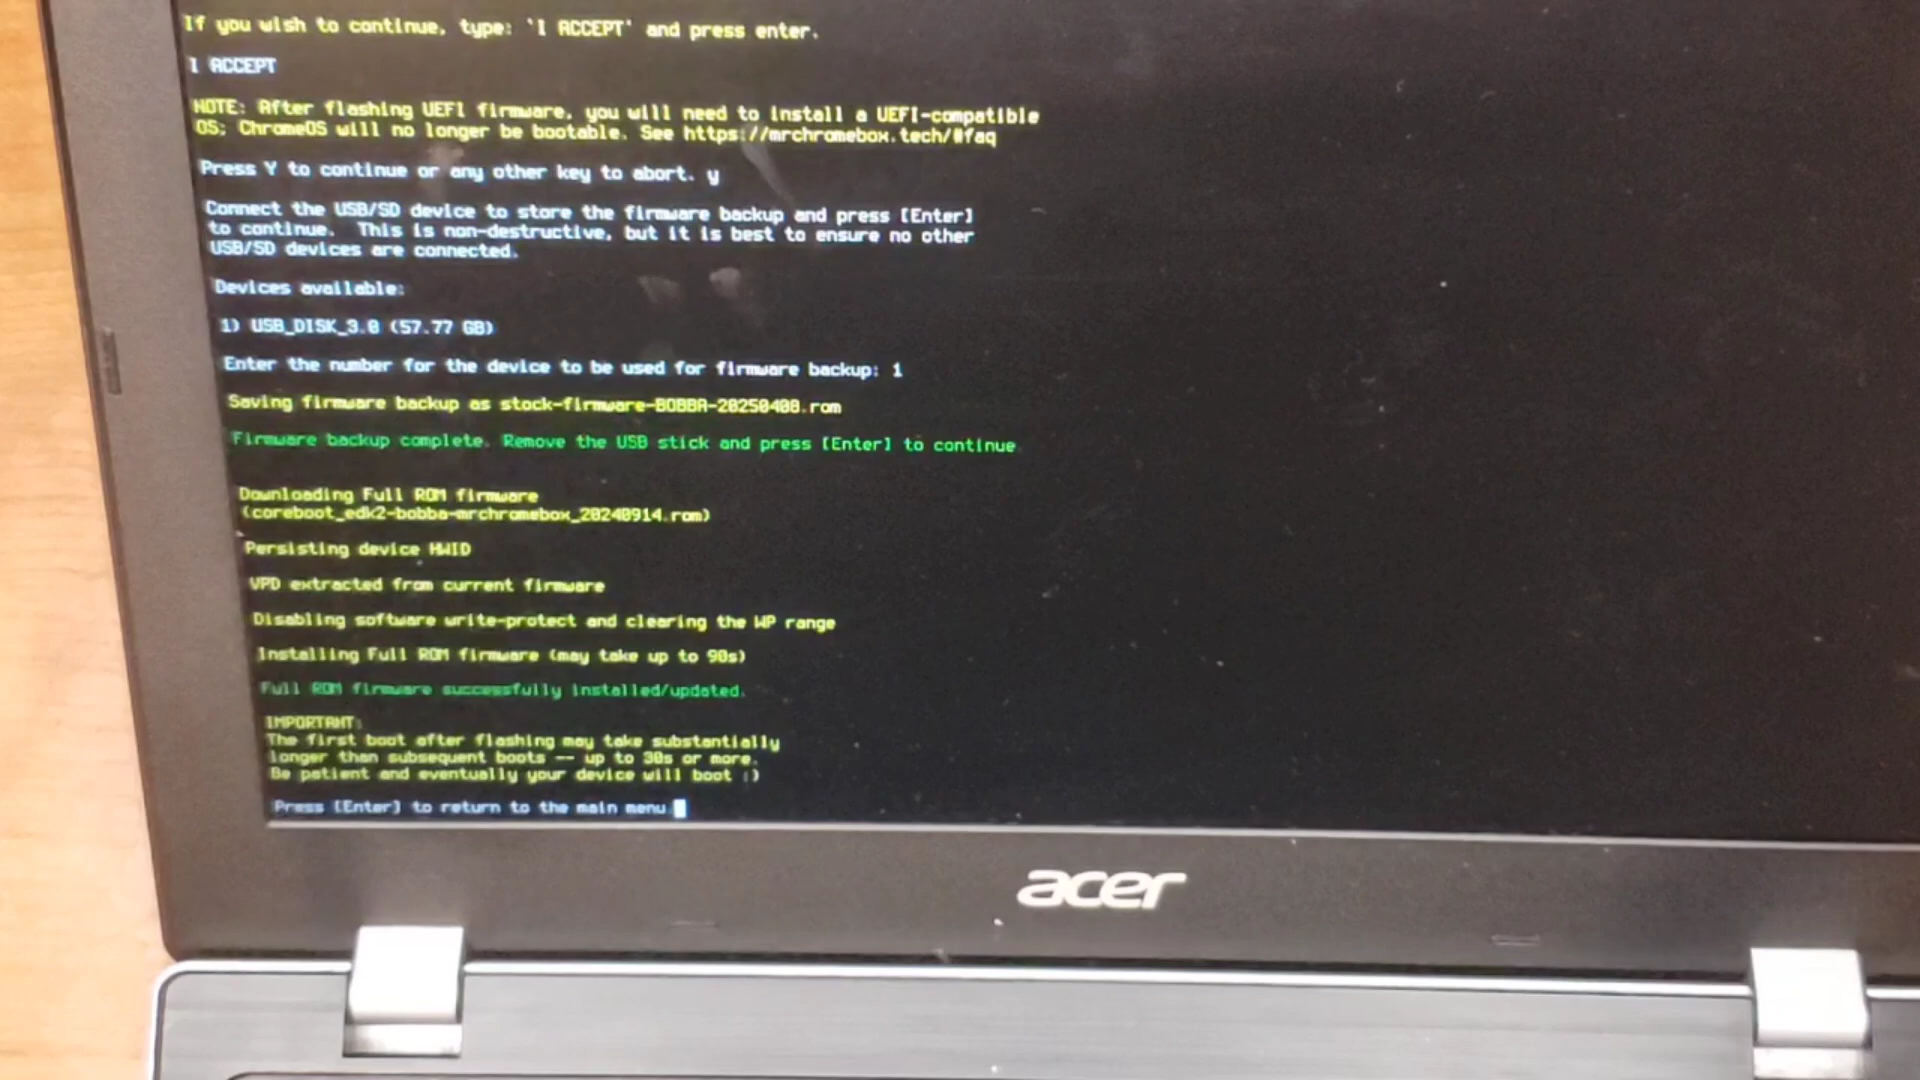 If you wish to continue, type: 'I ACCEPT' and press enter.
I ACCEPT
NOTE: After flashing UEFI firmware, you will need to install a UEFI-compatible
OS; ChromeOS will no longer be bootable. See https://mrchromebox.tech/#faq
Press Y to continue or any other key to abort. y
Connect the USB/SD device to store the firmware backup and press [Enter]
to continue.  This is non-destructive, but it is best to ensure no other
USB/SD devices are connected.
Devices available:
1) USB_DISK_3.0 (57.77 GB)
Enter the number for the device to be used for firmware backup: 1
Saving firmware backup as stock-firmware-BOBBA-20250408.rom
Firmware backup complete. Remove the USB stick and press [Enter] to continue
Downloading Full ROM firmware
(coreboot_edk2-bobba-mrchromebox_20240914.rom)
Persisting device HWID
VPD extracted from current firmware
Disabling software write-protect and clearing the WP range
Installing Full ROM firmware (may take up to 90s)
Full ROM firmware successfully installed/updated.
IMPORTANT:
The first boot after flashing may take substantially
longer than subsequent boots -- up to 30s or more.
Be patient and eventually your device will boot :)
Press [Enter] to return to the main menu
acer